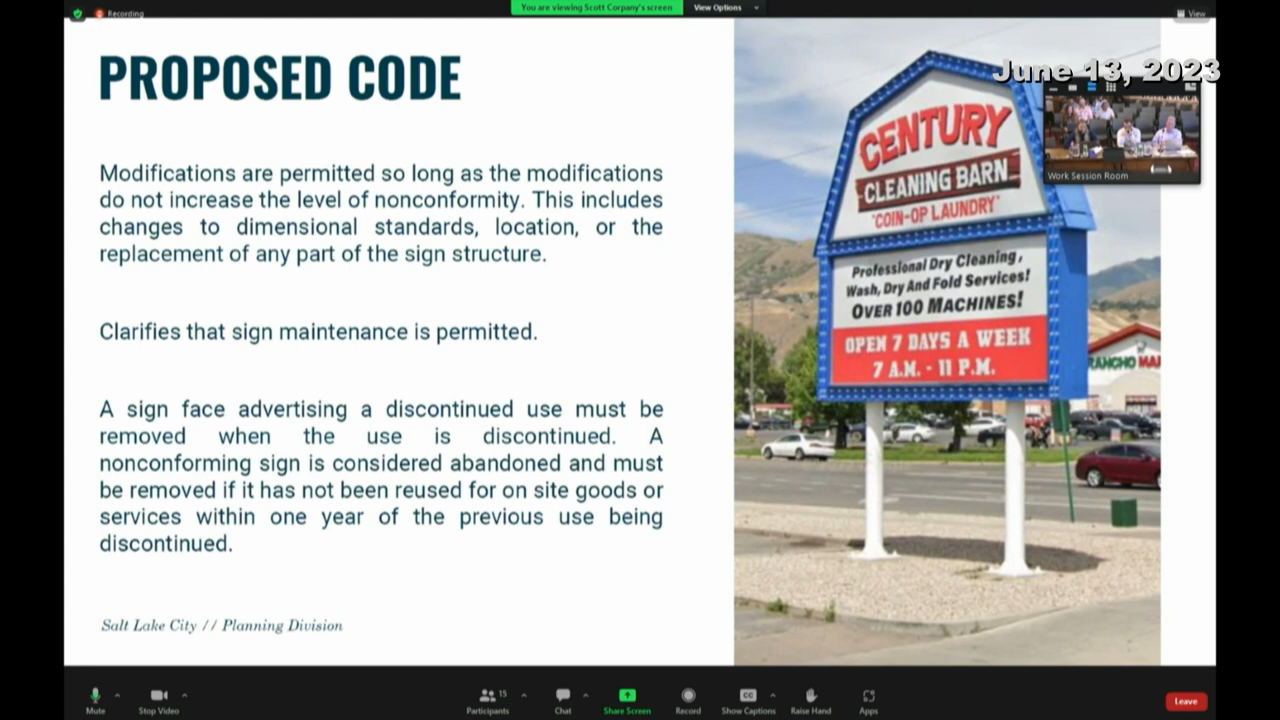 Recording
You are viewing Scott Corpany's screen
View Options
View
June 13, 2023
Work Session Room
PROPOSED CODE
Modifications are permitted so long as the modifications
do not increase the level of nonconformity. This includes
changes to dimensional standards, location, or the
replacement of any part of the sign structure.
Clarifies that sign maintenance is permitted.
A sign face advertising a discontinued use must be
removed when the use is discontinued. A
nonconforming sign is considered abandoned and must
be removed if it has not been reused for on site goods or
services within one year of the previous use being
discontinued.
Salt Lake City // Planning Division
CENTURY
CLEANING BARN
"COIN-OP LAUNDRY"
Professional Dry Cleaning,
Wash, Dry And Fold Services!
OVER 100 MACHINES!
OPEN 7 DAYS A WEEK
7 A.M. - 11 P.M.
RANCHO
Mute
Stop Video
Participants
15
Chat
Share Screen
Record
CC
Show Captions
Raise Hand
Apps
Leave